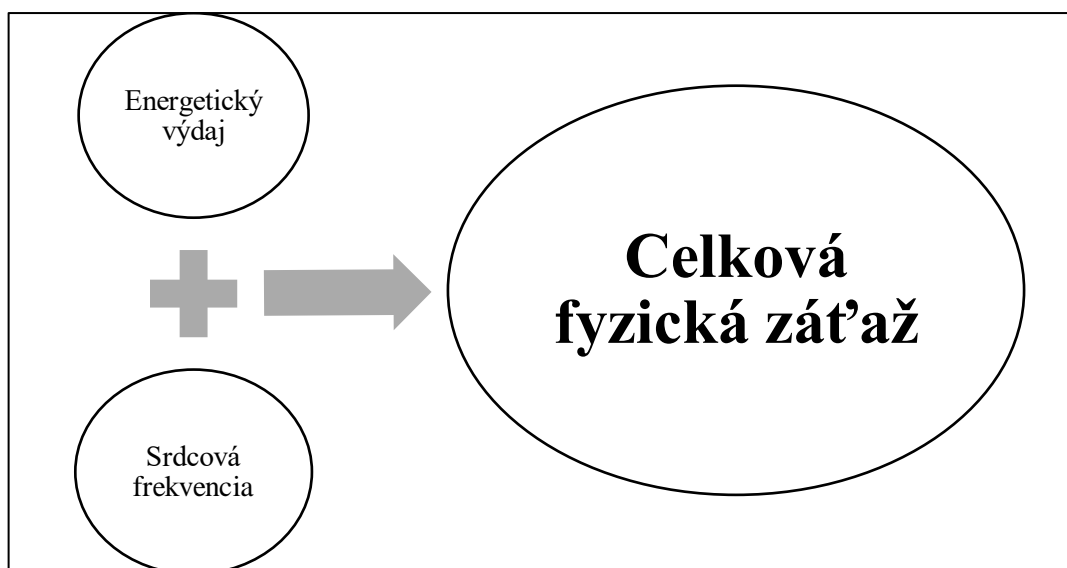 Energetický
výdaj
Srdcová
frekvencia
Celková
fyzická záťaž